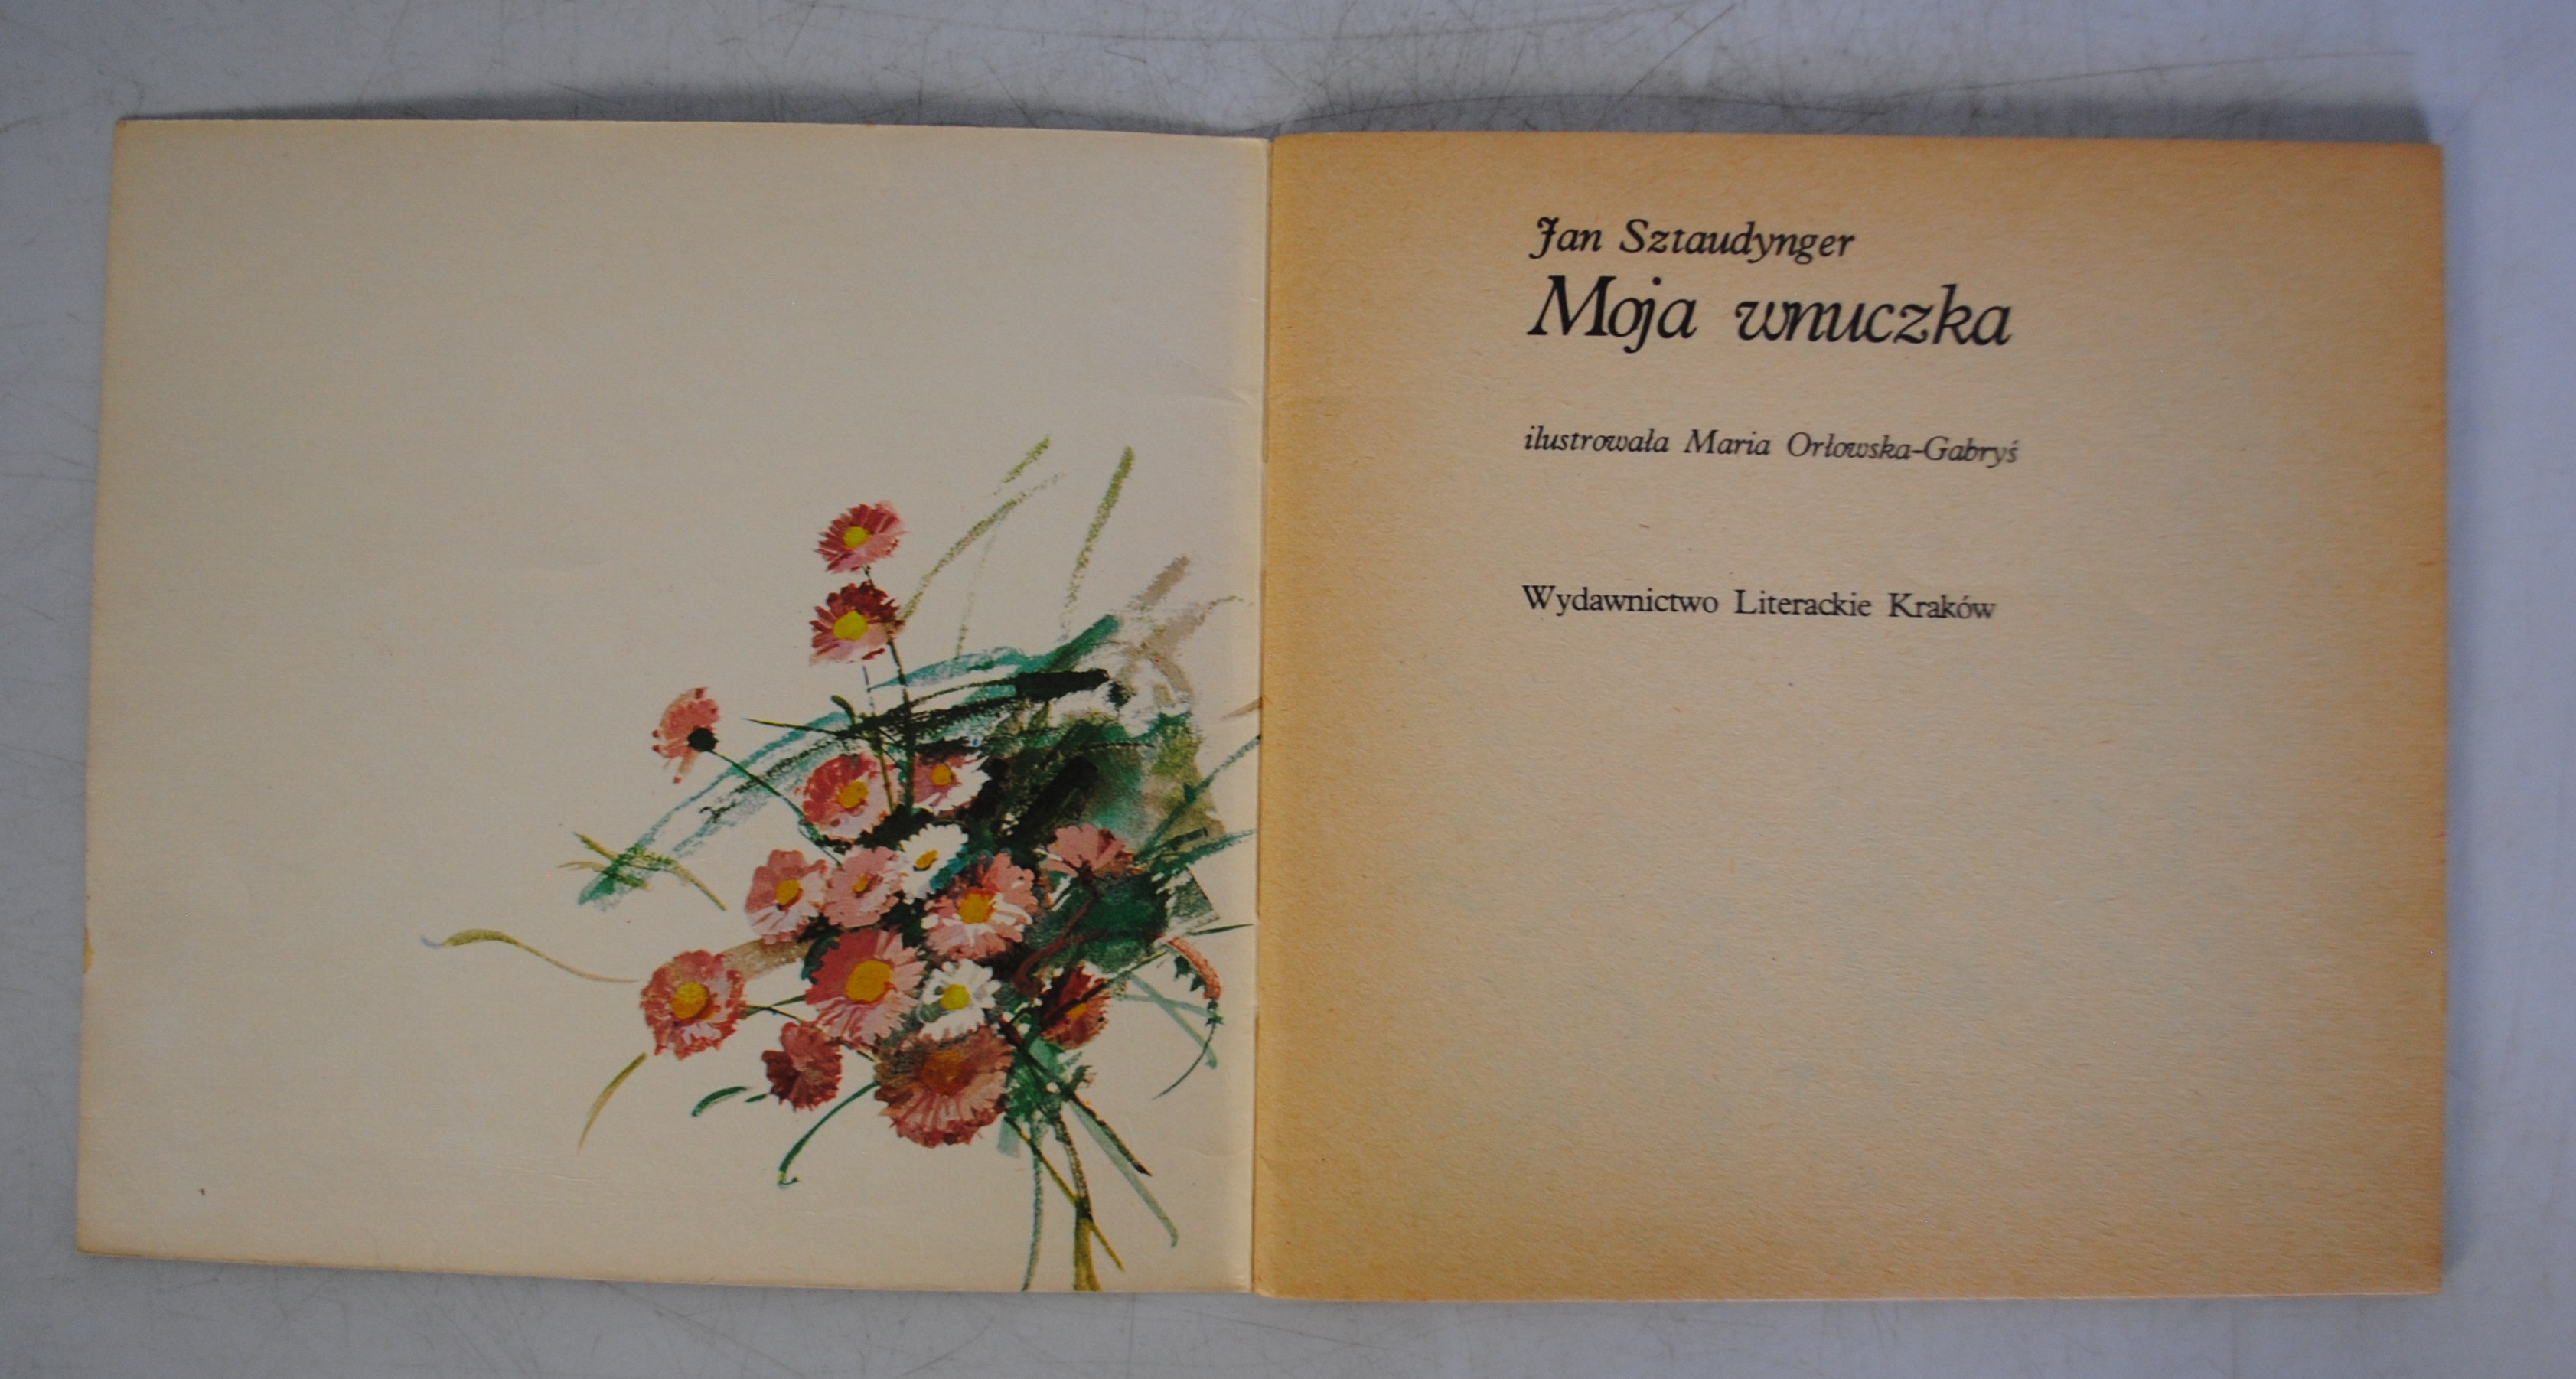 Jan Sztaudynger
Moja wnuczka
ilustrowała Maria Orłowska-Gabryś
Wydawnictwo Literackie Kraków